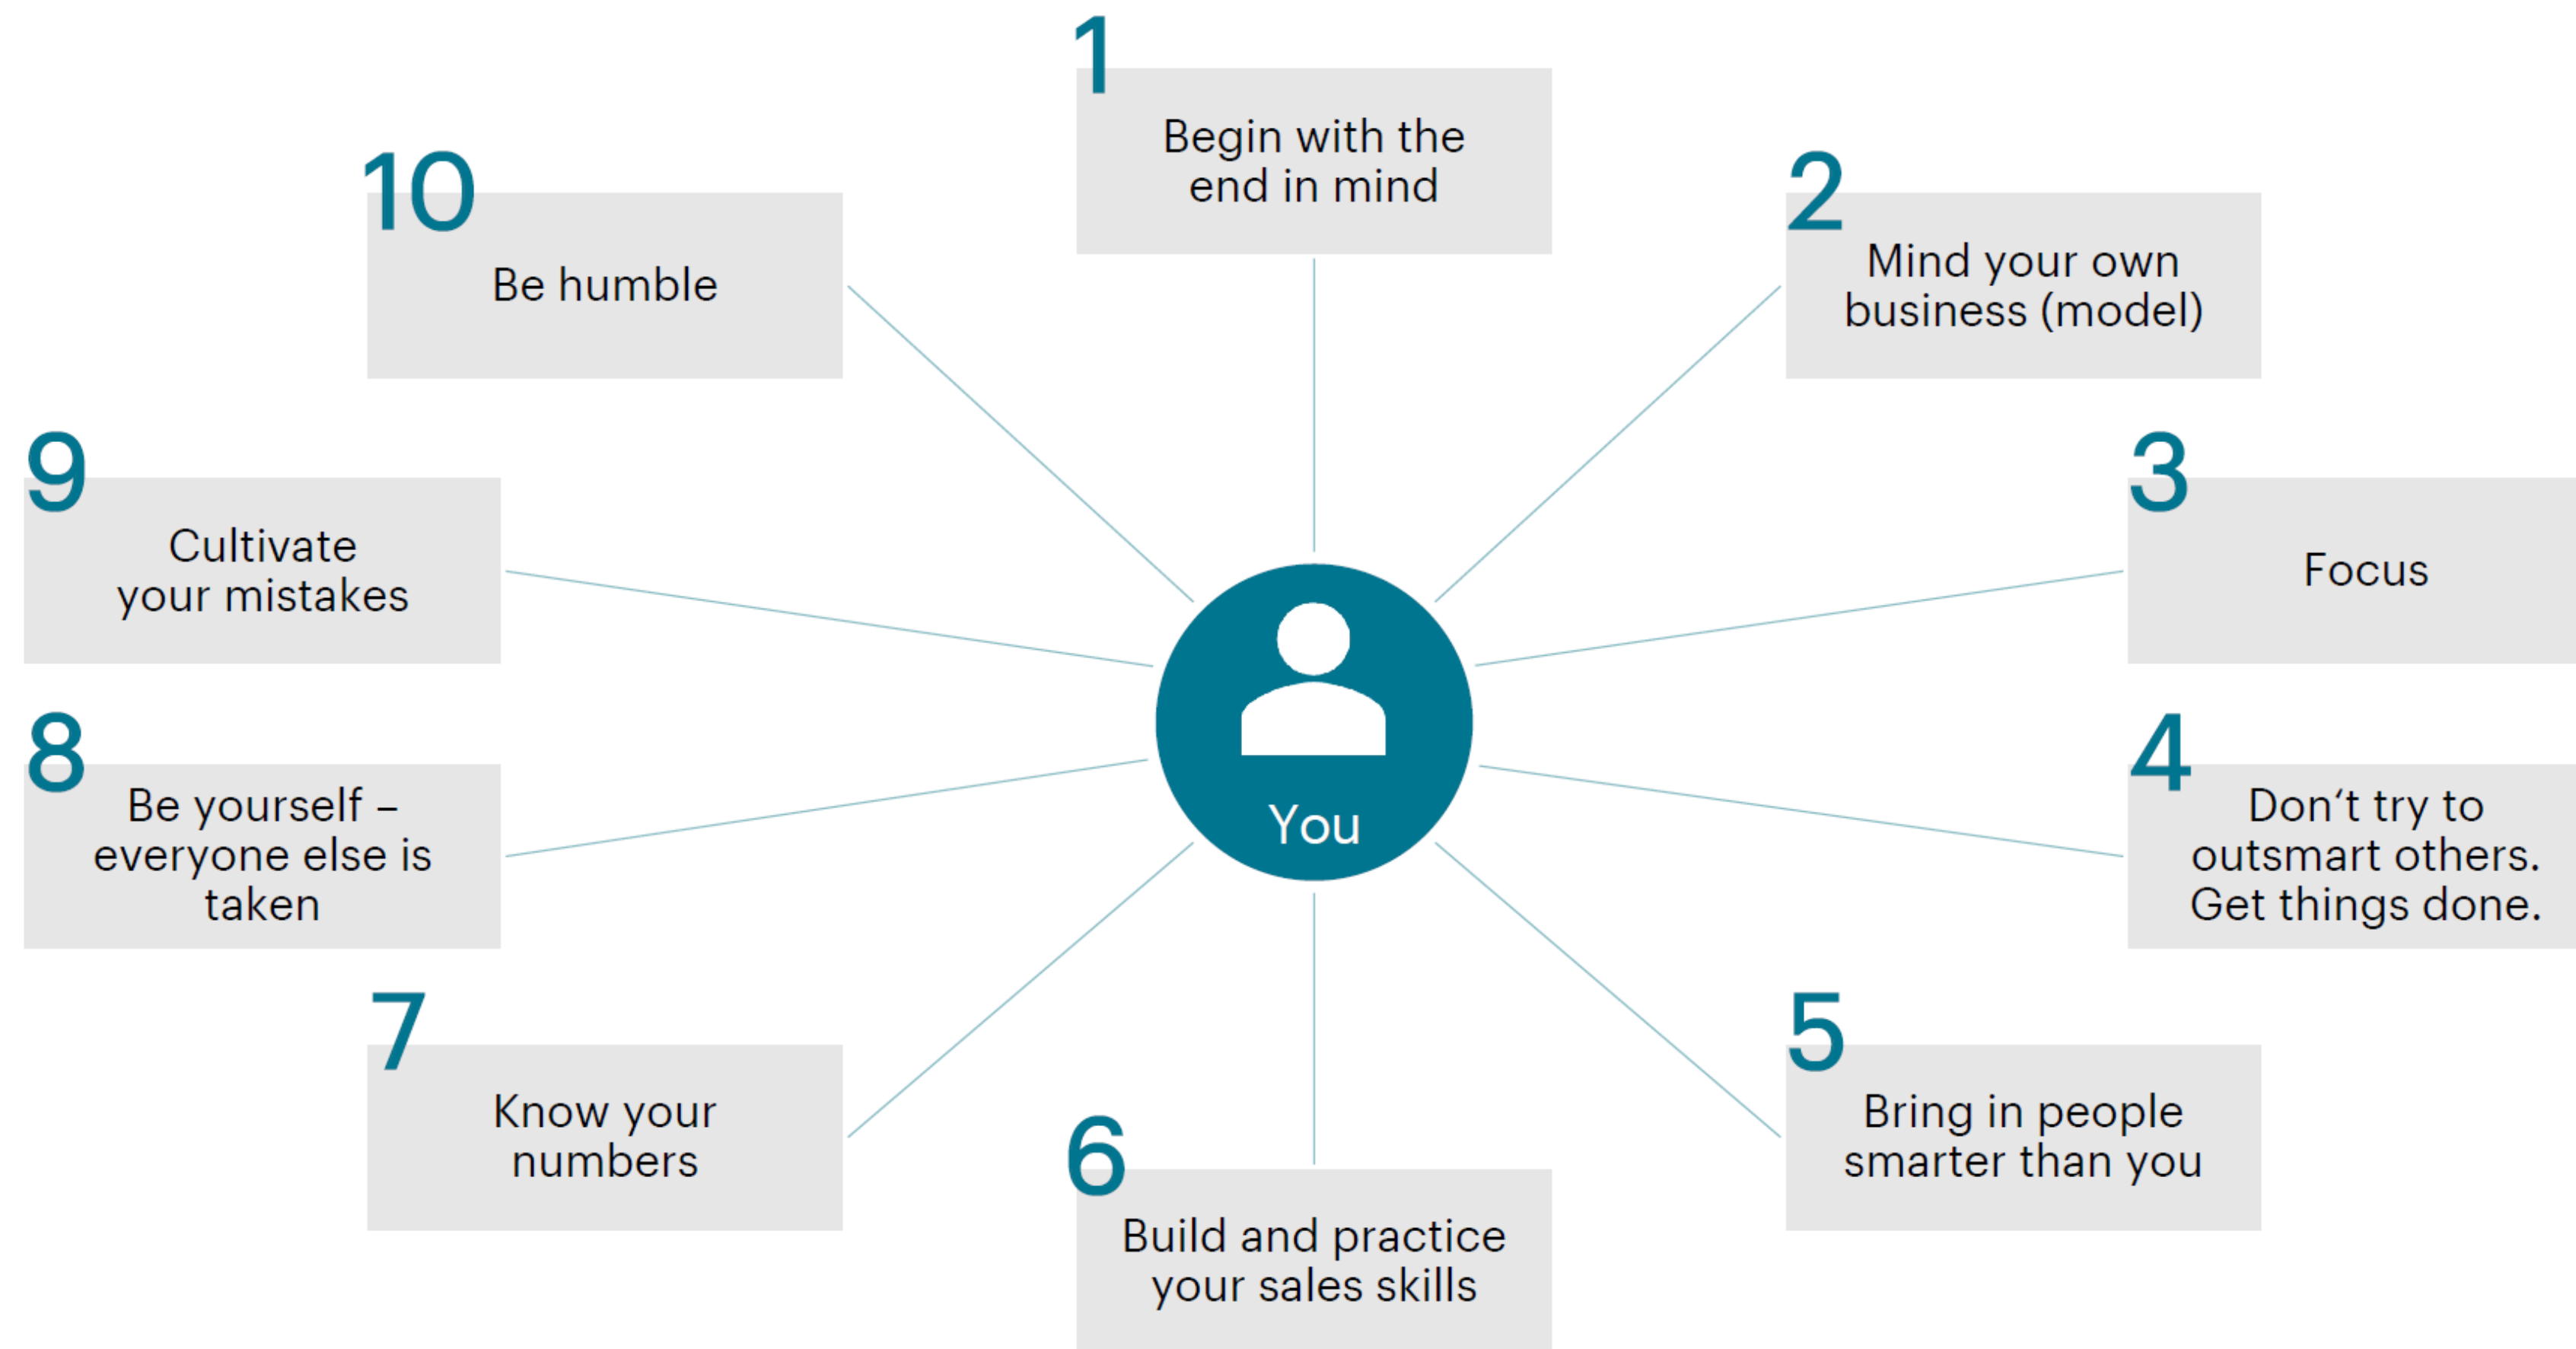 1
Begin with the
end in mind
2
Mind your own
business (model)
3
Focus
4
Don‘t try to
outsmart others.
Get things done.
5
Bring in people
smarter than you
6
Build and practice
your sales skills
7
Know your
numbers
8
Be yourself –
everyone else is
taken
9
Cultivate
your mistakes
10
Be humble
You